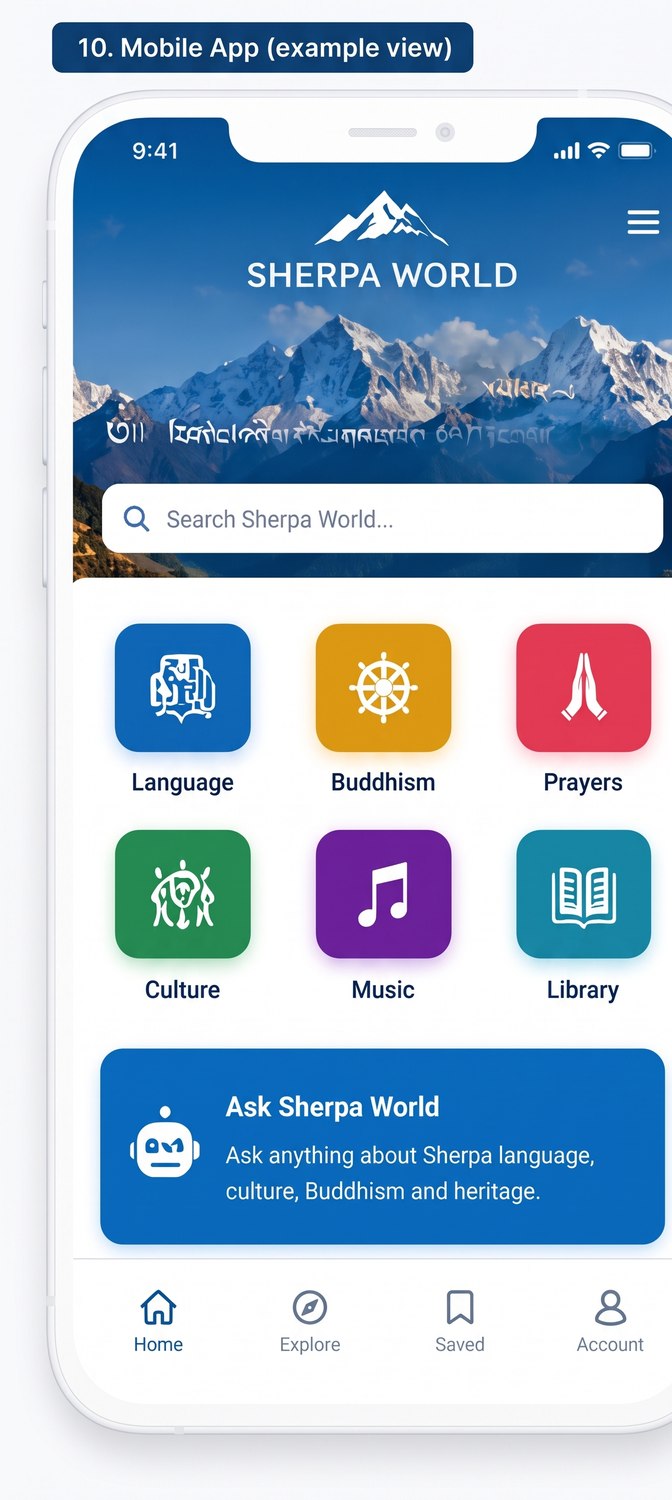 10. Mobile App (example view)
9:41
SHERPA WORLD
Search Sherpa World...
Language
Buddhism
Prayers
Culture
Music
Library
Ask Sherpa World
Ask anything about Sherpa language,
culture, Buddhism and heritage.
Home
Explore
Saved
Account